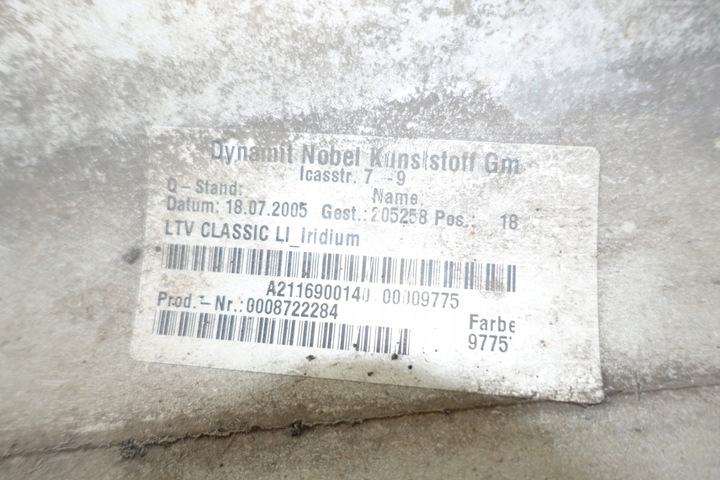 Dynamit Nobel Kunststoff Gm
Icasstr. 7 -9
Q-Stand: Name:
Datum: 18.07.2005 Gest.: 205258 Pos.: 18
LTV CLASSIC LI_Iridium
A2116900140 00009775
Prod.-Nr.: 0008722284
Farbe
9775